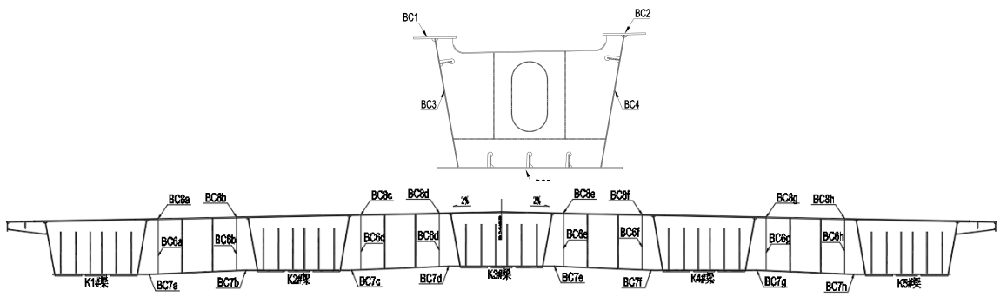 BC1
BC2
BC3
BC4
BC8a
BC8b
BC8c
BC8d
2%
2%
BC8e
BC8f
BC8g
BC8h
BC6a
BC6b
BC6c
BC6d
BC6e
BC6f
BC6g
BC6h
K1#梁
BC7a
BC7b
K2#梁
BC7c
BC7d
K3#梁
BC7e
BC7f
K4#梁
BC7g
BC7h
K5#梁